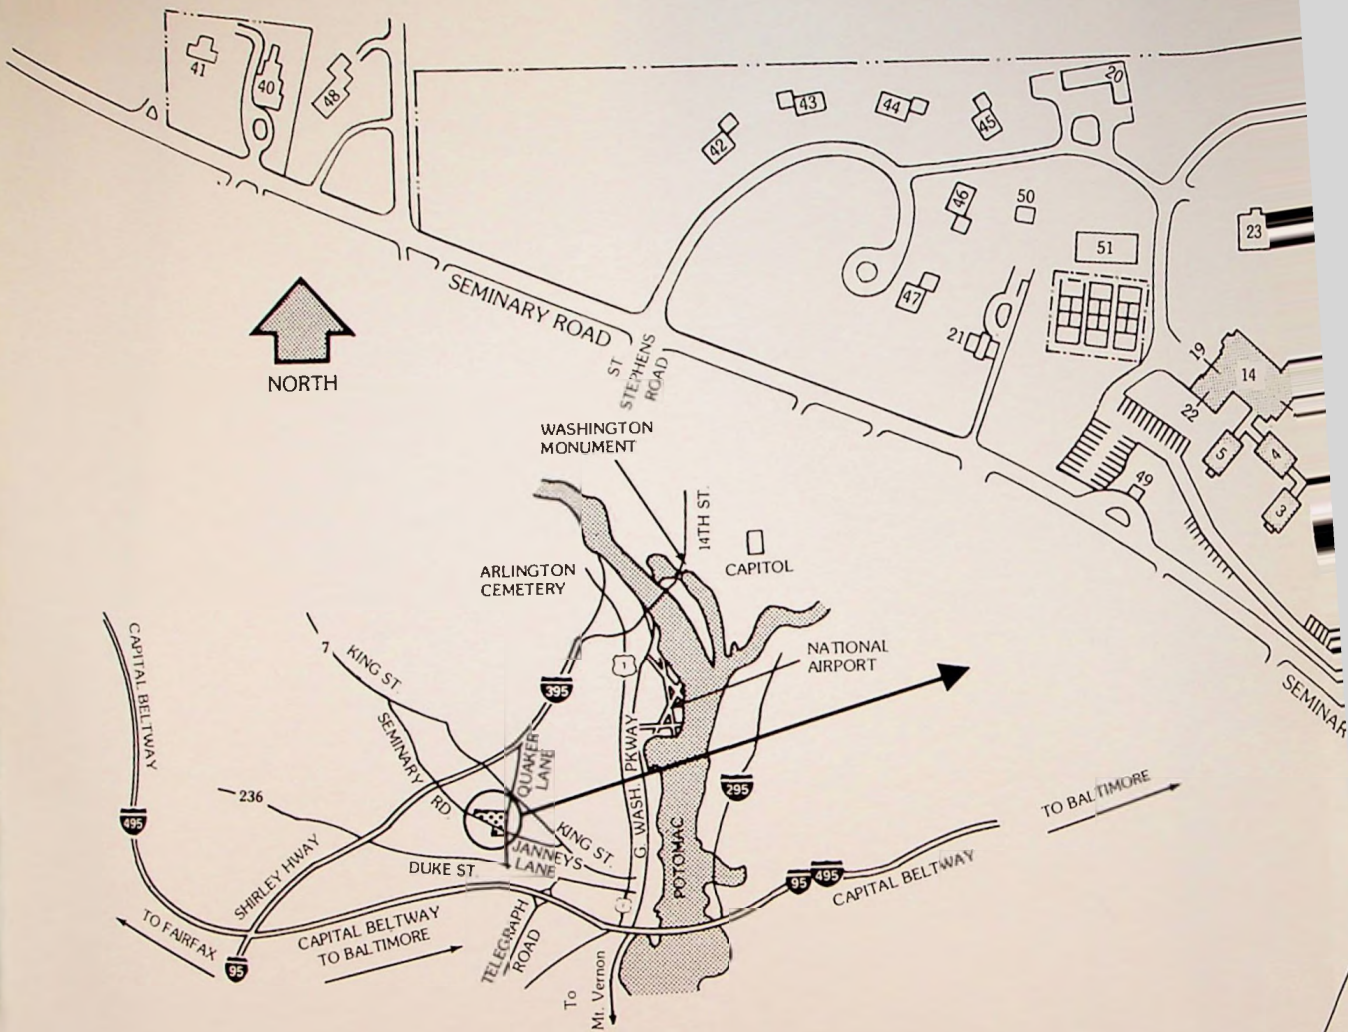 41
40
48
43
44
45
20
42
46
50
23
51
47
21
19
14
22
5
4
3
49
SEMINARY ROAD
ST
STEPHENS
ROAD
NORTH
WASHINGTON
MONUMENT
14TH ST.
CAPITOL
ARLINGTON
CEMETERY
NATIONAL
AIRPORT
SEMINAR
CAPITAL BELTWAY
7
KING ST.
1
395
SEMINARY
RD.
QUAKER
LANE
G. WASH. PKWAY
295
TO BALTIMORE
236
495
SHIRLEY HWAY
KING ST.
JANNEYS
LANE
DUKE ST.
POTOMAC
95
495
CAPITAL BELTWAY
TO FAIRFAX
95
CAPITAL BELTWAY
TO BALTIMORE
TELEGRAPH
ROAD
To
Mt. Vernon